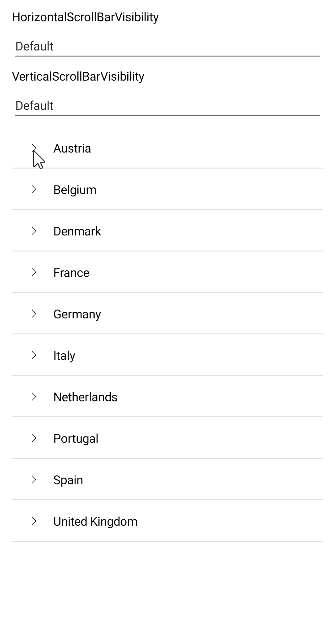 HorizontalScrollBarVisibility
Default
VerticalScrollBarVisibility
Default
Austria
Belgium
Denmark
France
Germany
Italy
Netherlands
Portugal
Spain
United Kingdom